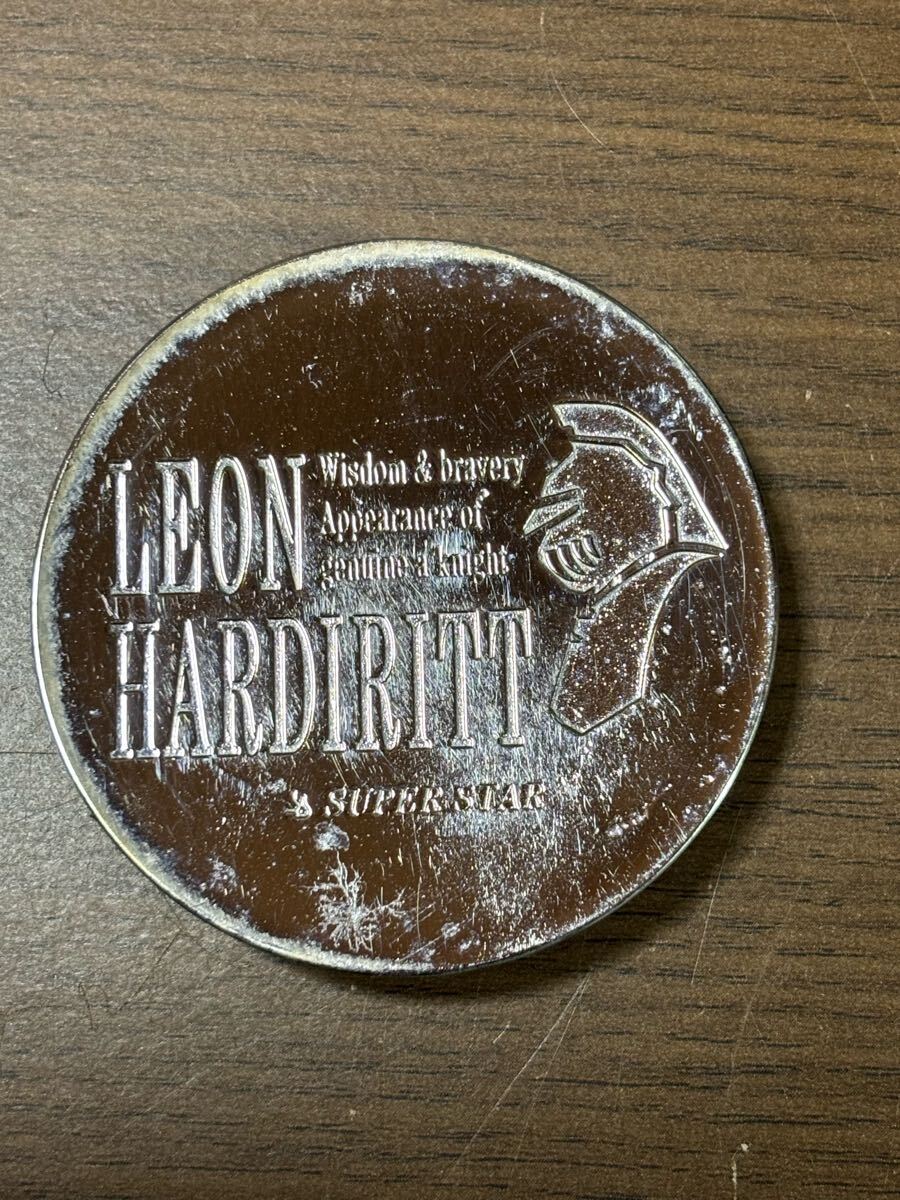 LEON
Wisdom & bravery
Appearance of
genuine a knight
HARDIRITT
SUPER STAR